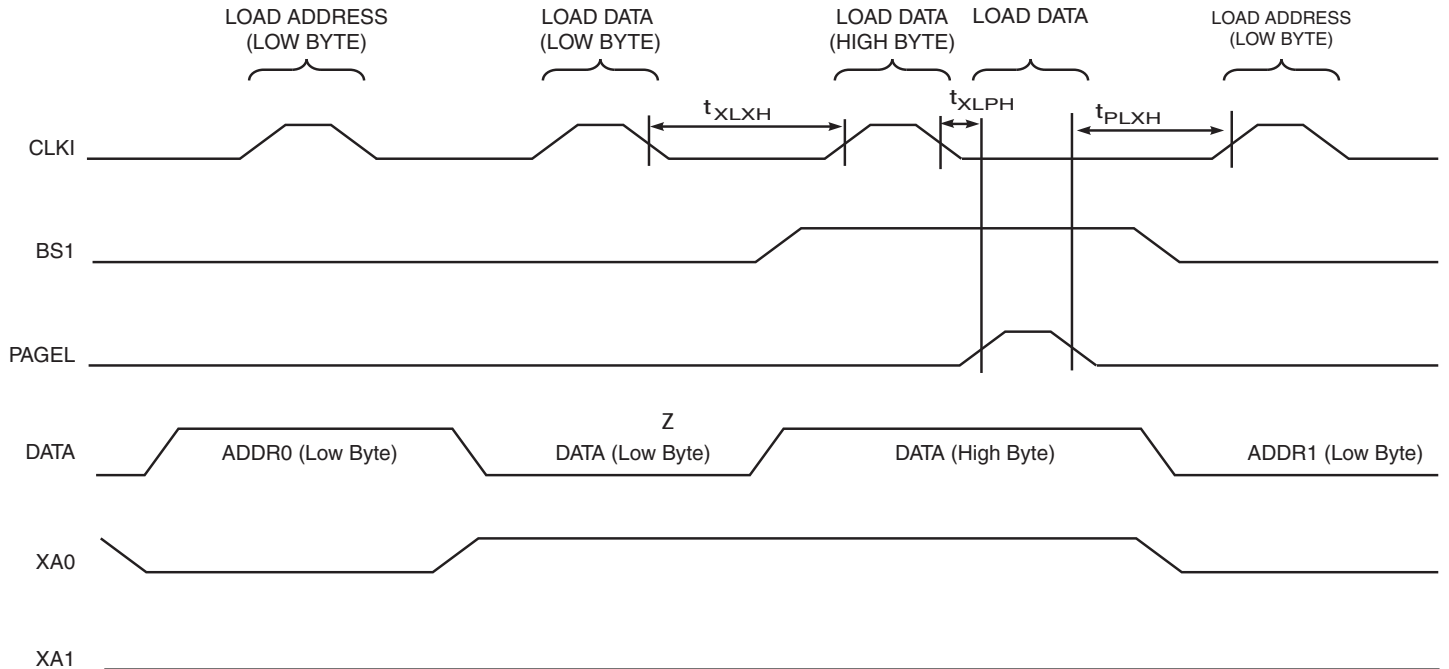 LOAD ADDRESS
(LOW BYTE)
LOAD DATA
(LOW BYTE)
LOAD DATA
(HIGH BYTE)
LOAD DATA
LOAD ADDRESS
(LOW BYTE)
tXLXH
tXLPH
tPLXH
CLKI
BS1
PAGEL
Z
DATA
ADDR0 (Low Byte)
DATA (Low Byte)
DATA (High Byte)
ADDR1 (Low Byte)
XA0
XA1